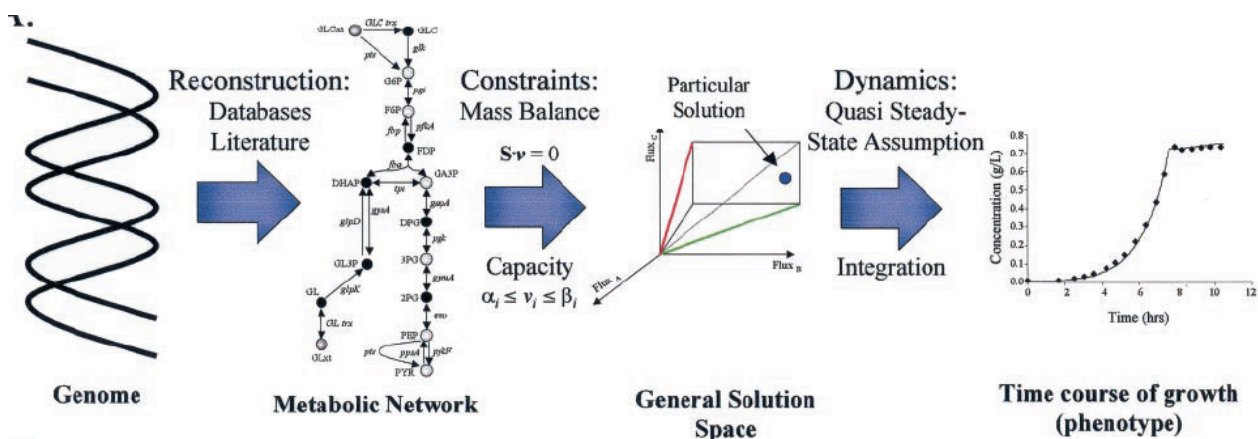 GLCxt
GLC trx
GLC
glk
pts
G6P
pgi
F6P
fbp
pfkA
FDP
fba
DHAP
GA3P
tpi
glpD
gpsA
gapA
DPG
pgk
3PG
gpmA
2PG
eno
GL3P
glpK
GL
GL trx
GLxt
PEP
pts
ppsA
pykF
PYR
Reconstruction:
Databases
Literature
Constraints:
Mass Balance
S·v = 0
Capacity
αi ≤ vi ≤ βi
Particular
Solution
Flux C
Flux A
Flux B
Dynamics:
Quasi Steady-
State Assumption
Integration
Concentration (g/L)
0.8
0.7
0.6
0.5
0.4
0.3
0.2
0.1
0.0
0 2 4 6 8 10 12
Time (hrs)
Genome
Metabolic Network
General Solution
Space
Time course of growth
(phenotype)